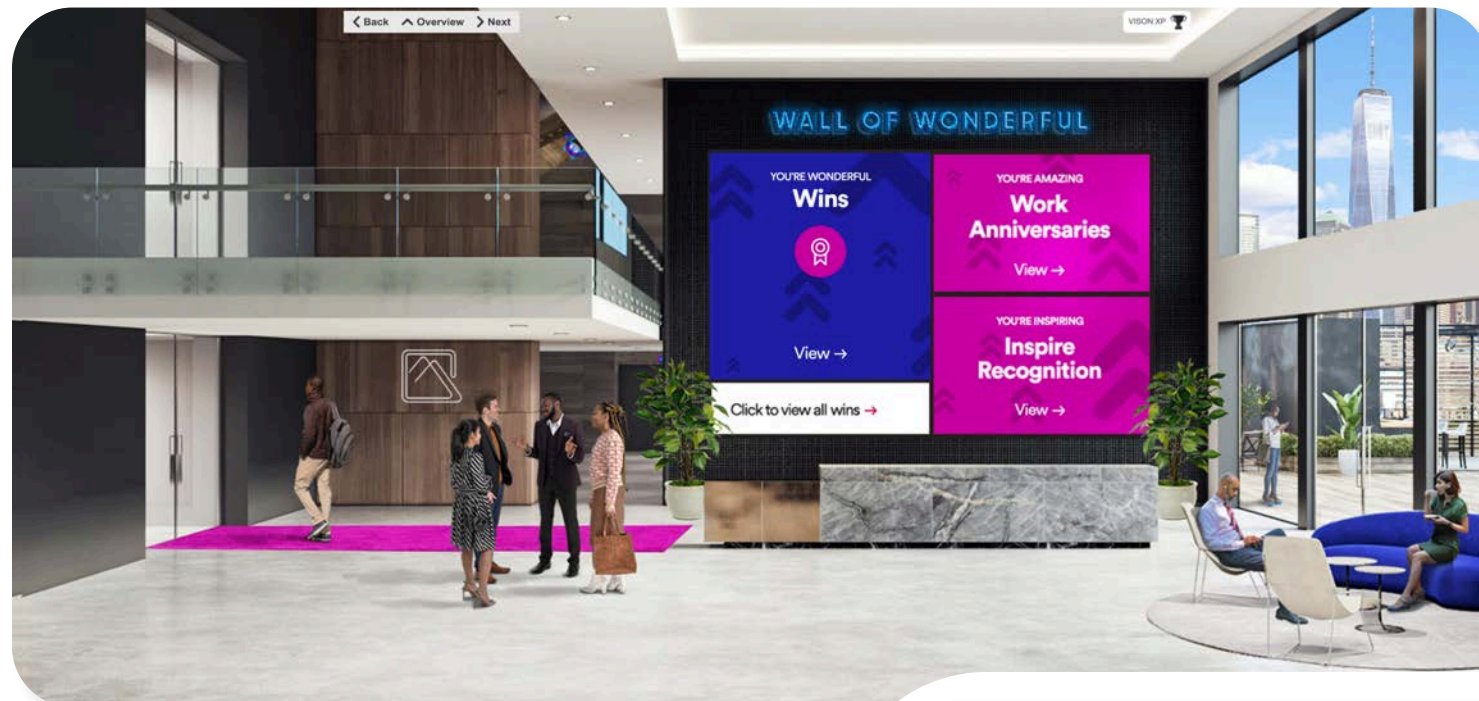 Back Overview Next
VISON XP
WALL OF WONDERFUL
YOU'RE WONDERFUL
Wins
View →
Click to view all wins →
YOU'RE AMAZING
Work
Anniversaries
View →
YOU'RE INSPIRING
Inspire
Recognition
View →